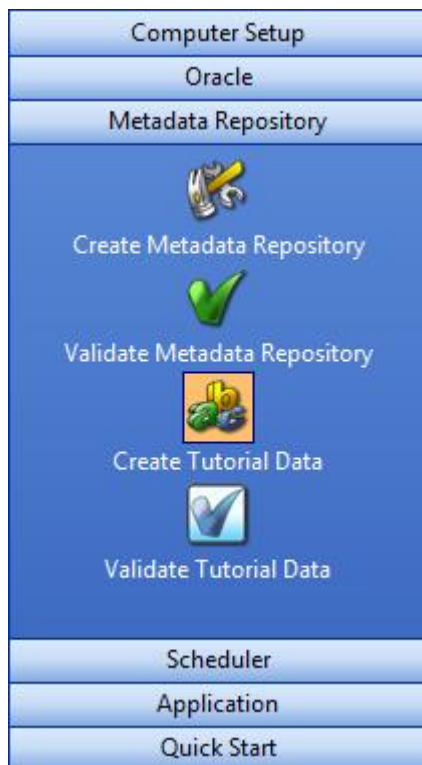 Computer Setup
Oracle
Metadata Repository
Create Metadata Repository
Validate Metadata Repository
Create Tutorial Data
Validate Tutorial Data
Scheduler
Application
Quick Start